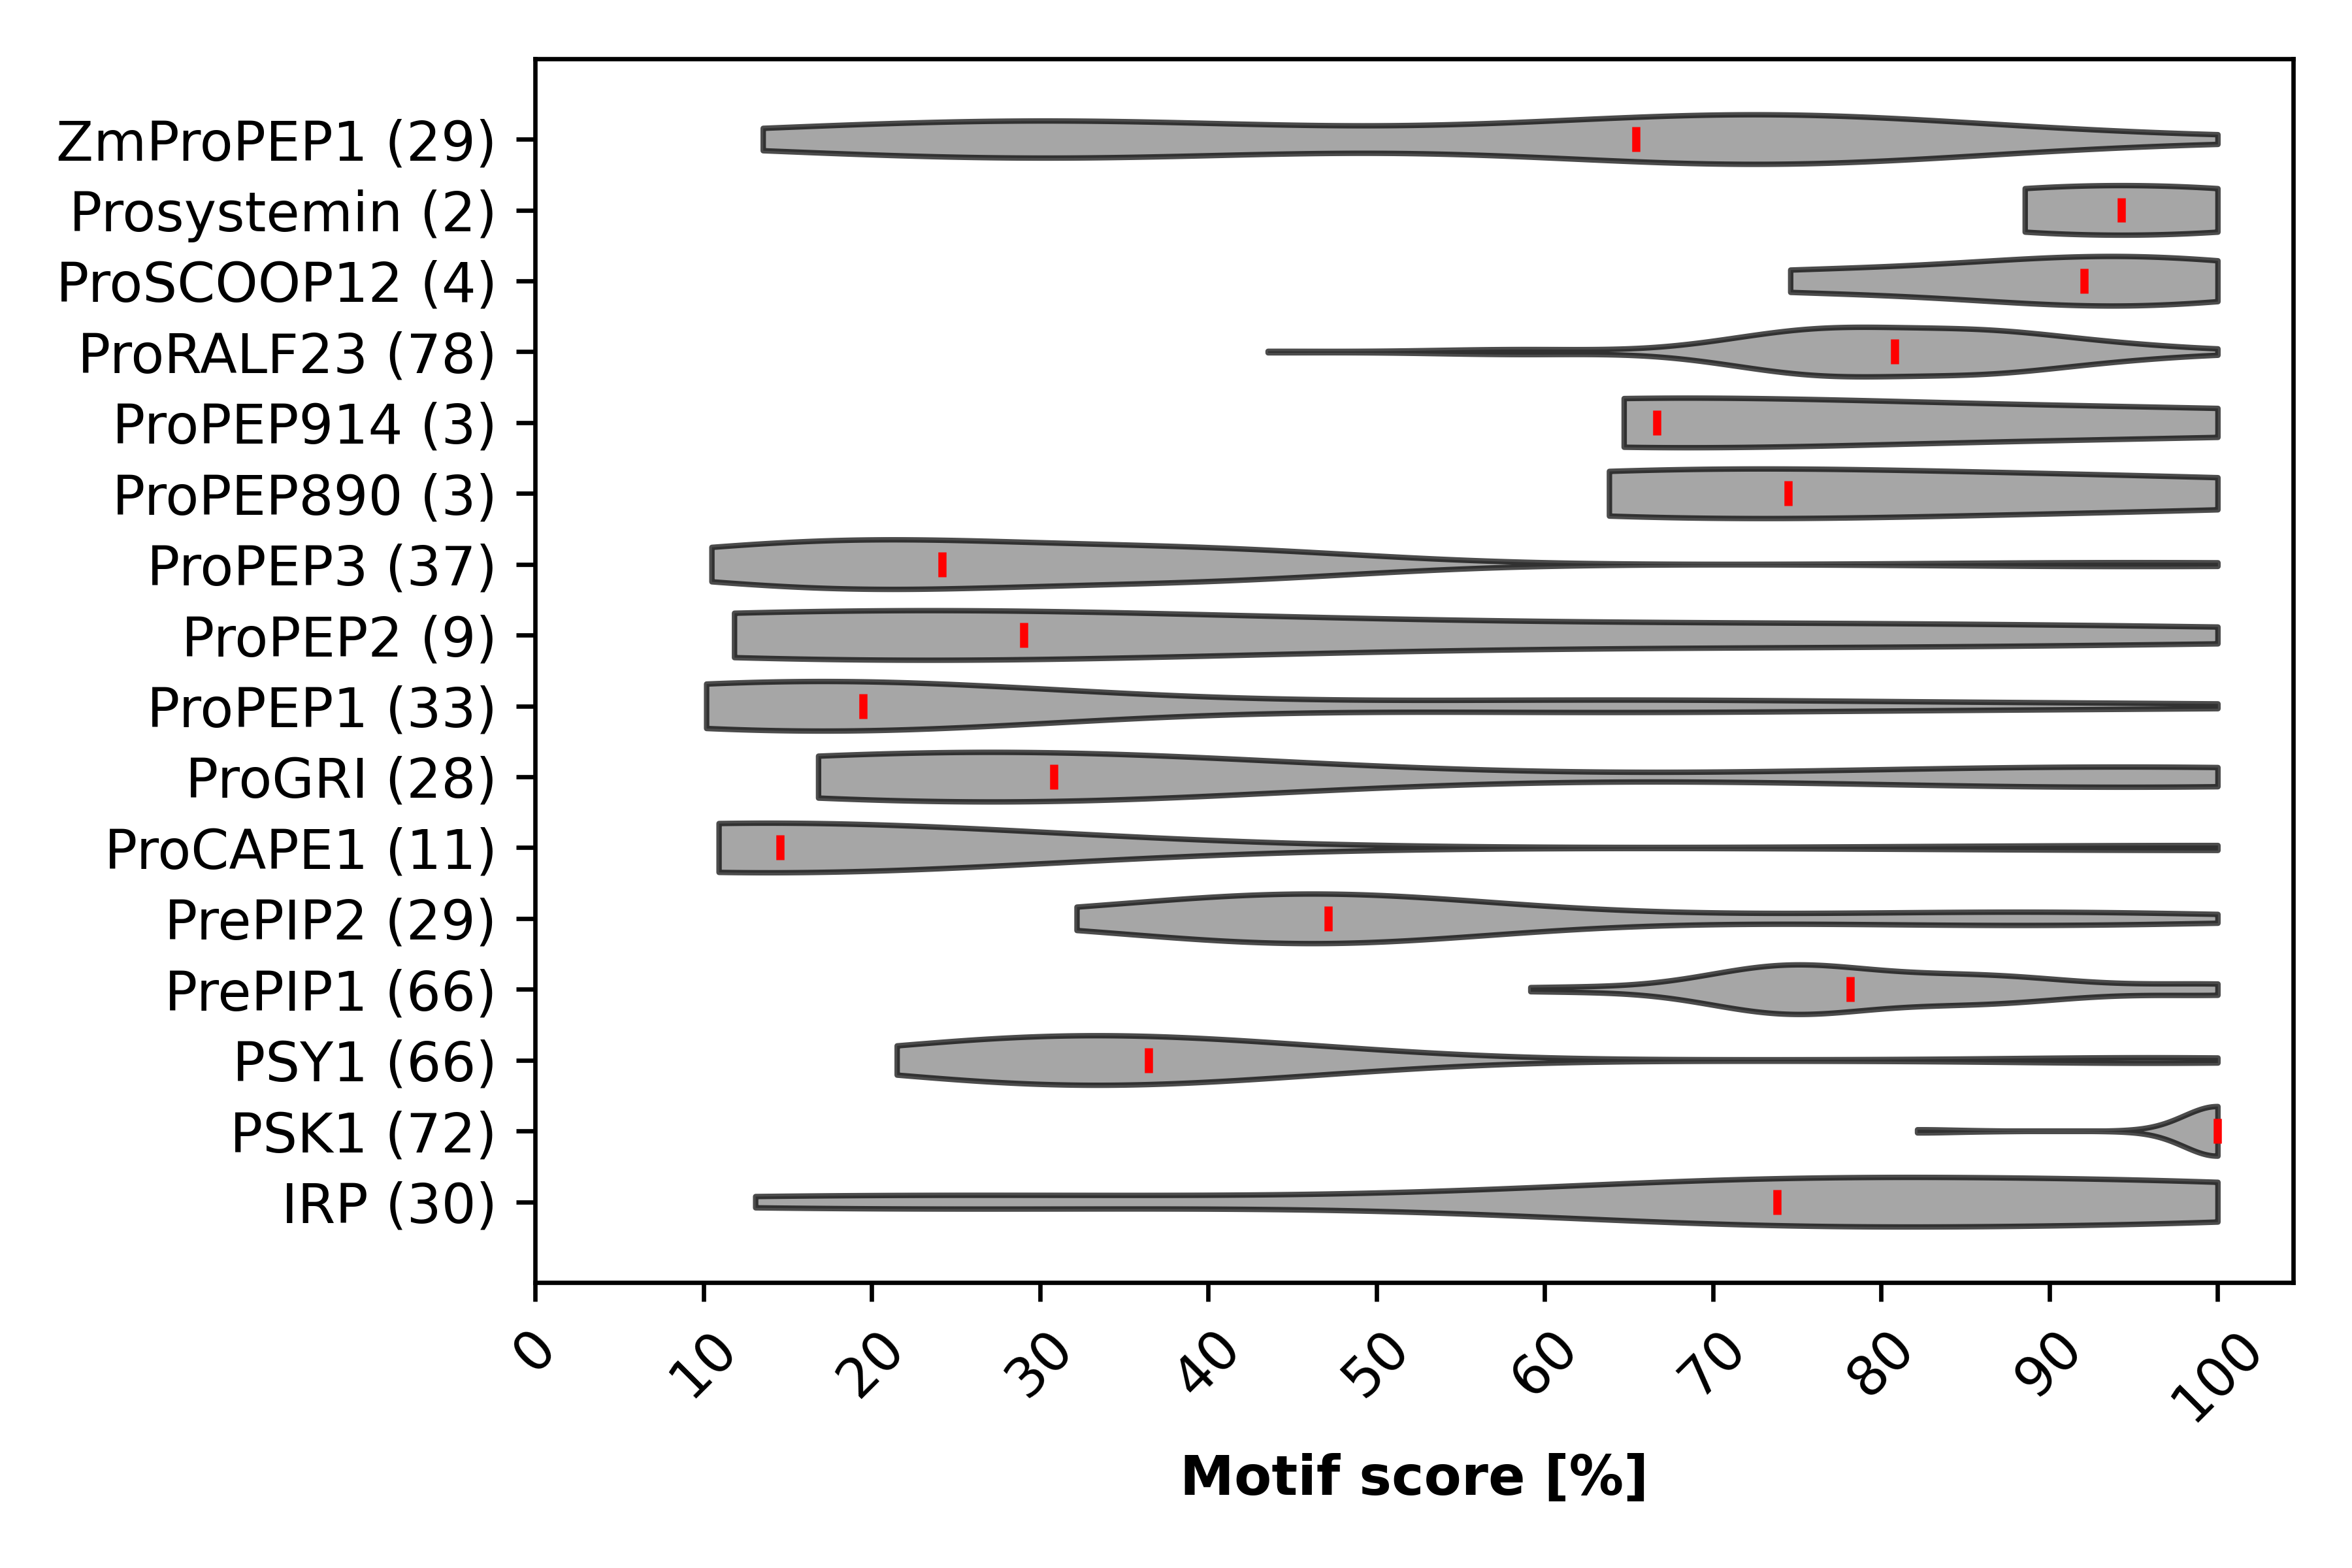 ZmProPEP1 (29)
Prosystemin (2)
ProSCOOP12 (4)
ProRALF23 (78)
ProPEP914 (3)
ProPEP890 (3)
ProPEP3 (37)
ProPEP2 (9)
ProPEP1 (33)
ProGRI (28)
ProCAPE1 (11)
PrePIP2 (29)
PrePIP1 (66)
PSY1 (66)
PSK1 (72)
IRP (30)
0 10 20 30 40 50 60 70 80 90 100
Motif score [%]